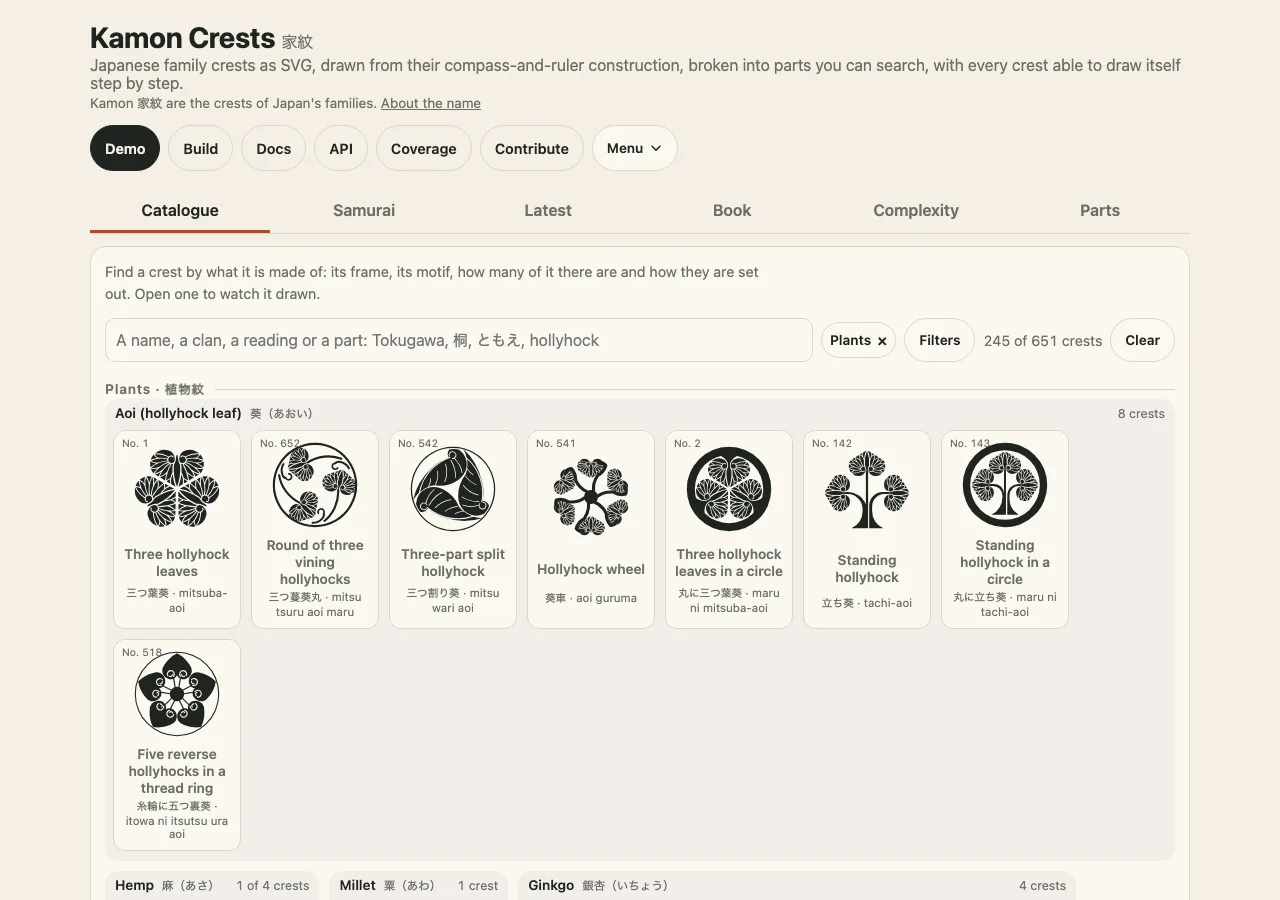 Kamon Crests 家紋
Japanese family crests as SVG, drawn from their compass-and-ruler construction, broken into parts you can search, with every crest able to draw itself
step by step.
Kamon 家紋 are the crests of Japan's families. About the name
Demo Build Docs API Coverage Contribute Menu
Catalogue Samurai Latest Book Complexity Parts
Find a crest by what it is made of: its frame, its motif, how many of it there are and how they are set
out. Open one to watch it drawn.
A name, a clan, a reading or a part: Tokugawa, 桐, ともえ, hollyhock
Plants × Filters 245 of 651 crests Clear
Plants · 植物紋
Aoi (hollyhock leaf) 葵（あおい） 8 crests
No. 1
Three hollyhock
leaves
三つ葉葵 · mitsuba-
aoi
No. 652
Round of three
vining
hollyhocks
三つ蔓葵丸 · mitsu
tsuru aoi maru
No. 542
Three-part split
hollyhock
三つ割り葵 · mitsu
wari aoi
No. 541
Hollyhock wheel
葵車 · aoi guruma
No. 2
Three hollyhock
leaves in a circle
丸に三つ葉葵 · maru
ni mitsuba-aoi
No. 142
Standing
hollyhock
立ち葵 · tachi-aoi
No. 143
Standing
hollyhock in a
circle
丸に立ち葵 · maru ni
tachi-aoi
No. 518
Five reverse
hollyhocks in a
thread ring
糸輪に五つ裏葵 ·
itowa ni itsutsu ura
aoi
Hemp 麻（あさ） 1 of 4 crests
Millet 粟（あわ） 1 crest
Ginkgo 銀杏（いちょう） 4 crests